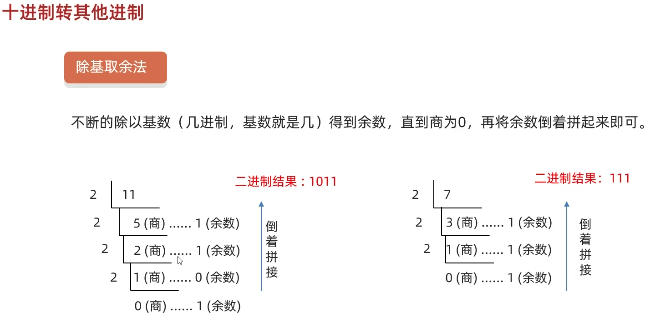 十进制转其他进制
除基取余法
不断的除以基数（几进制，基数就是几）得到余数，直到商为0，再将余数倒着拼起来即可。
二进制结果：1011
2 11
2 5 (商) ...... 1 (余数)
2 2 (商) ...... 1 (余数)
2 1 (商) ...... 0 (余数)
0 (商) ...... 1 (余数)
倒着拼接
二进制结果：111
2 7
2 3 (商) ...... 1 (余数)
2 1 (商) ...... 1 (余数)
0 (商) ...... 1 (余数)
倒着拼接